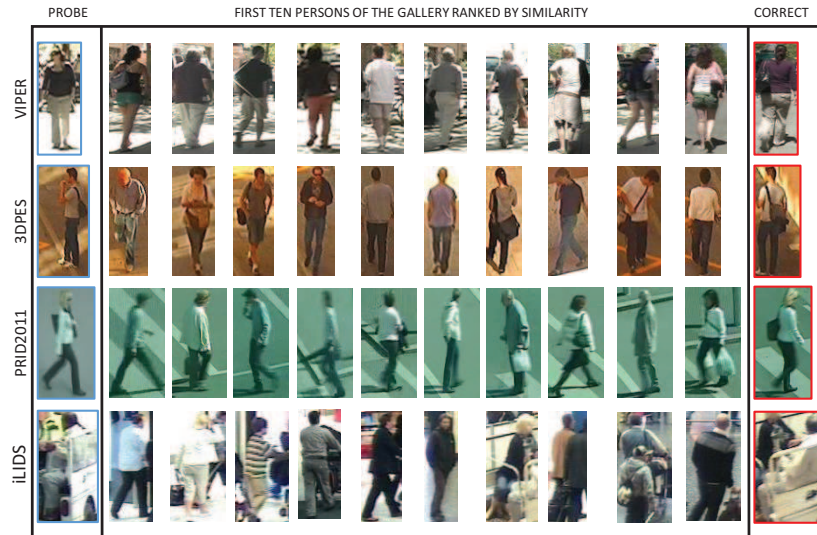 PROBE
FIRST TEN PERSONS OF THE GALLERY RANKED BY SIMILARITY
CORRECT
VIPER
3DPES
PRID2011
iLIDS